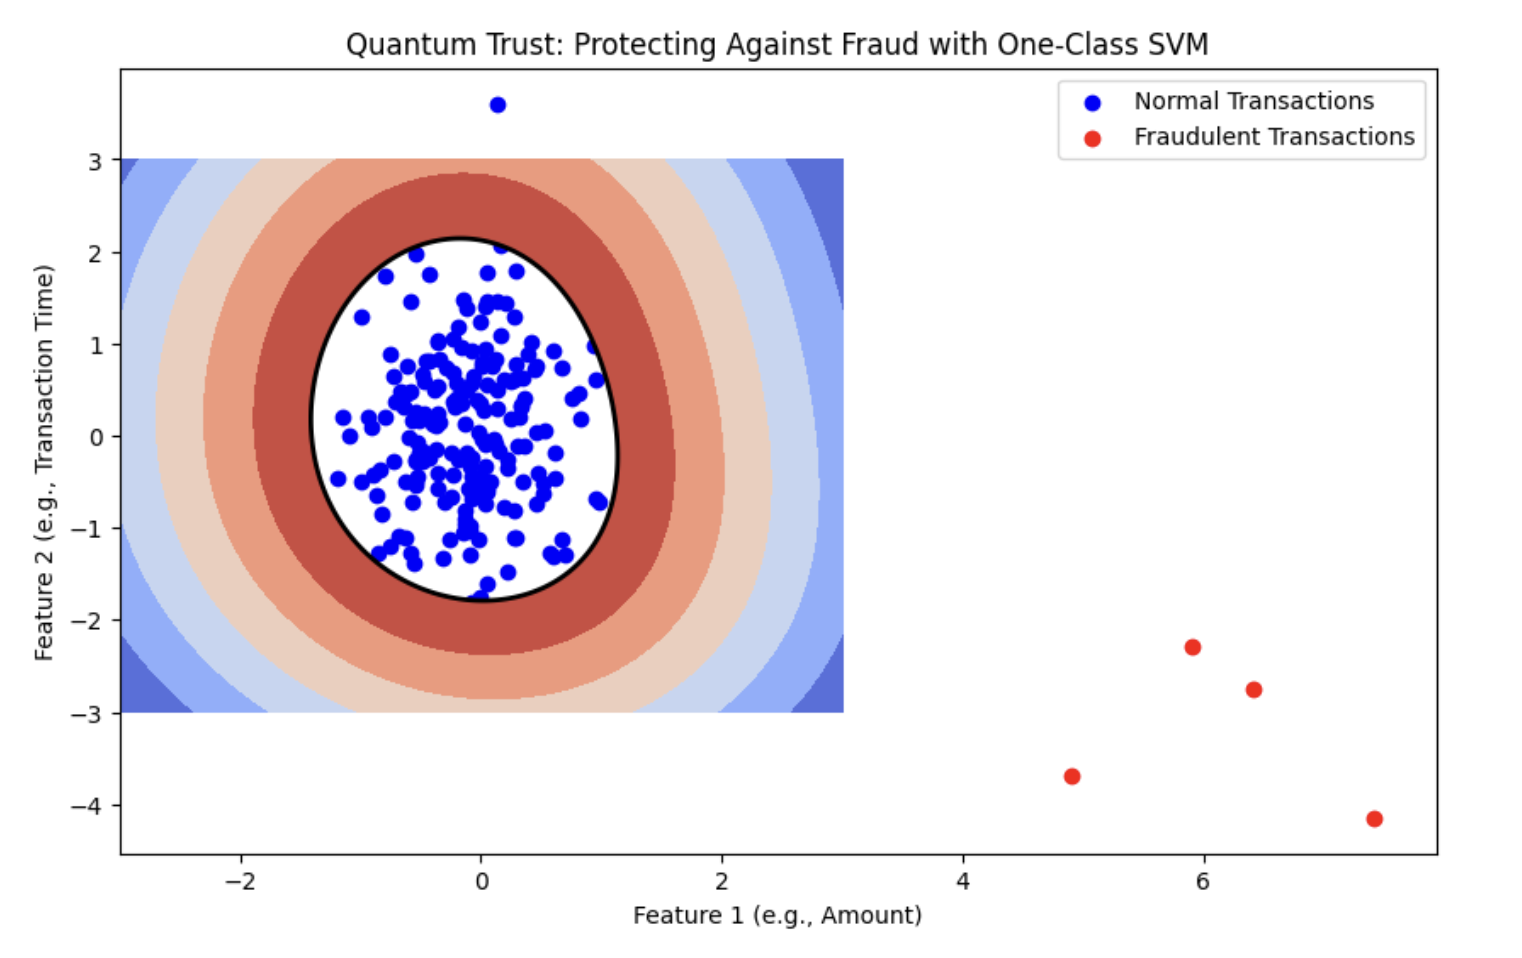 Quantum Trust: Protecting Against Fraud with One-Class SVM
Normal Transactions
Fraudulent Transactions
3
2
1
0
−1
−2
−3
−4
Feature 2 (e.g., Transaction Time)
−2
0
2
4
6
Feature 1 (e.g., Amount)